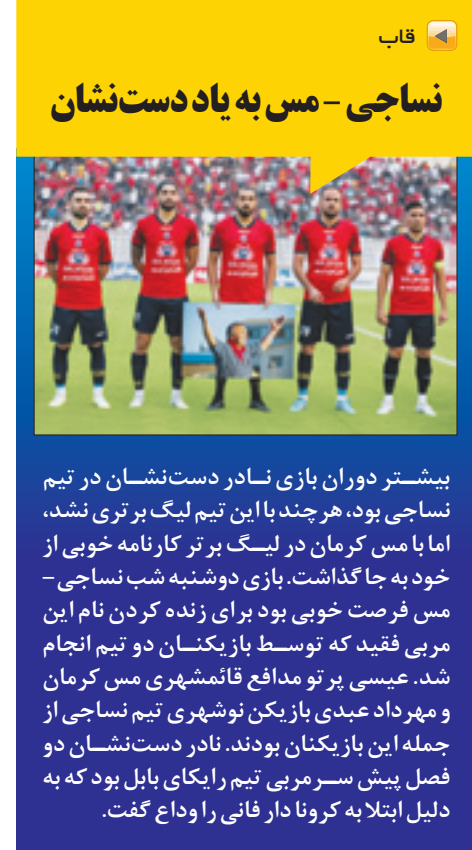 قاب
نساجی - مس به یاد دست‌نشان
بیشتر دوران بازی نادر دست‌نشان در تیم
نساجی بود، هر چند با این تیم لیگ برتری نشد،
اما با مس کرمان در لیگ برتر کارنامه خوبی از
خود به جا گذاشت. بازی دوشنبه شب نساجی-
مس فرصت خوبی بود برای زنده کردن نام این
مربی فقید که توسط بازیکنان دو تیم انجام
شد. عیسی پرتو مدافع قائمشهری مس کرمان
و مهرداد عبدی بازیکن نوشهری تیم نساجی از
جمله این بازیکنان بودند. نادر دست‌نشان دو
فصل پیش سرمربی تیم رایکای بابل بود که به
دلیل ابتلا به کرونا دار فانی را وداع گفت.